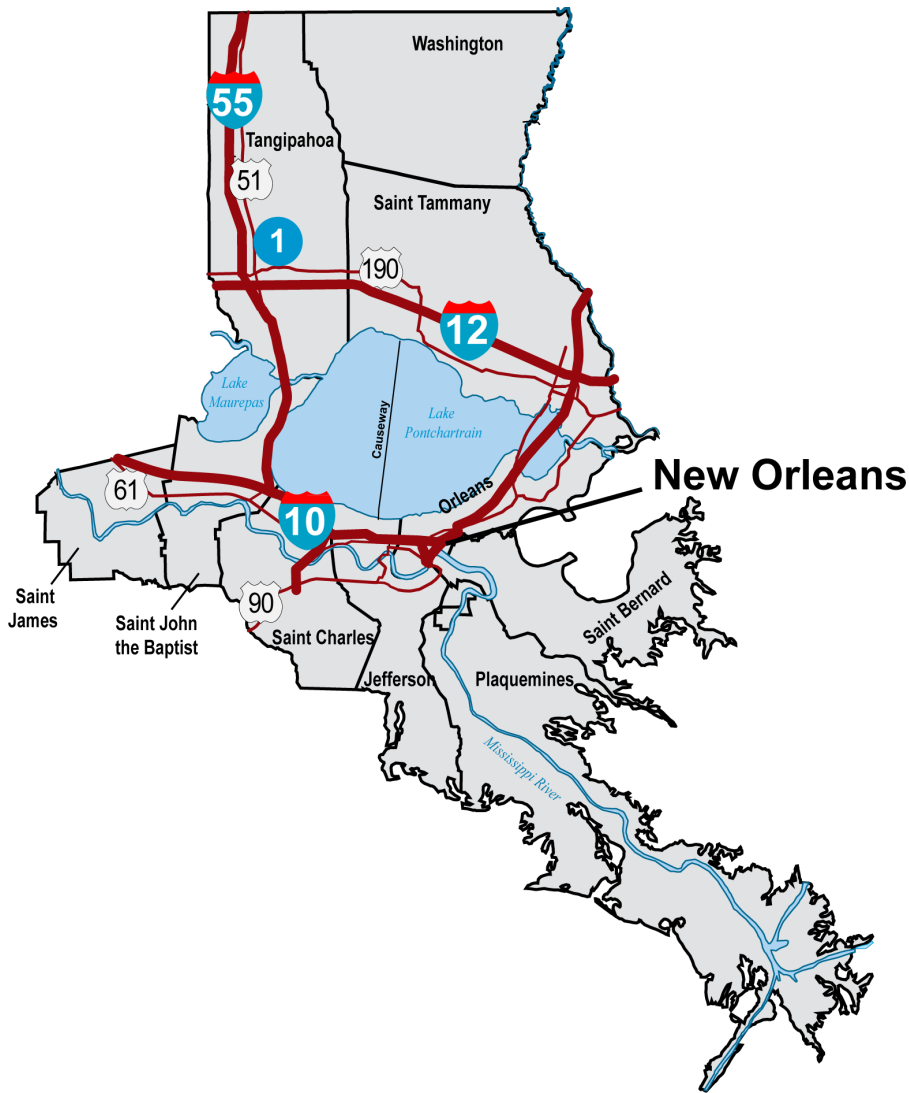 Washington
55
Tangipahoa
51
Saint Tammany
1
190
12
Lake
Maurepas
Causeway
Lake
Pontchartrain
New Orleans
61
Orleans
10
Saint
James
90
Saint John
the Baptist
Saint Charles
Saint Bernard
Jefferson
Plaquemines
Mississippi River